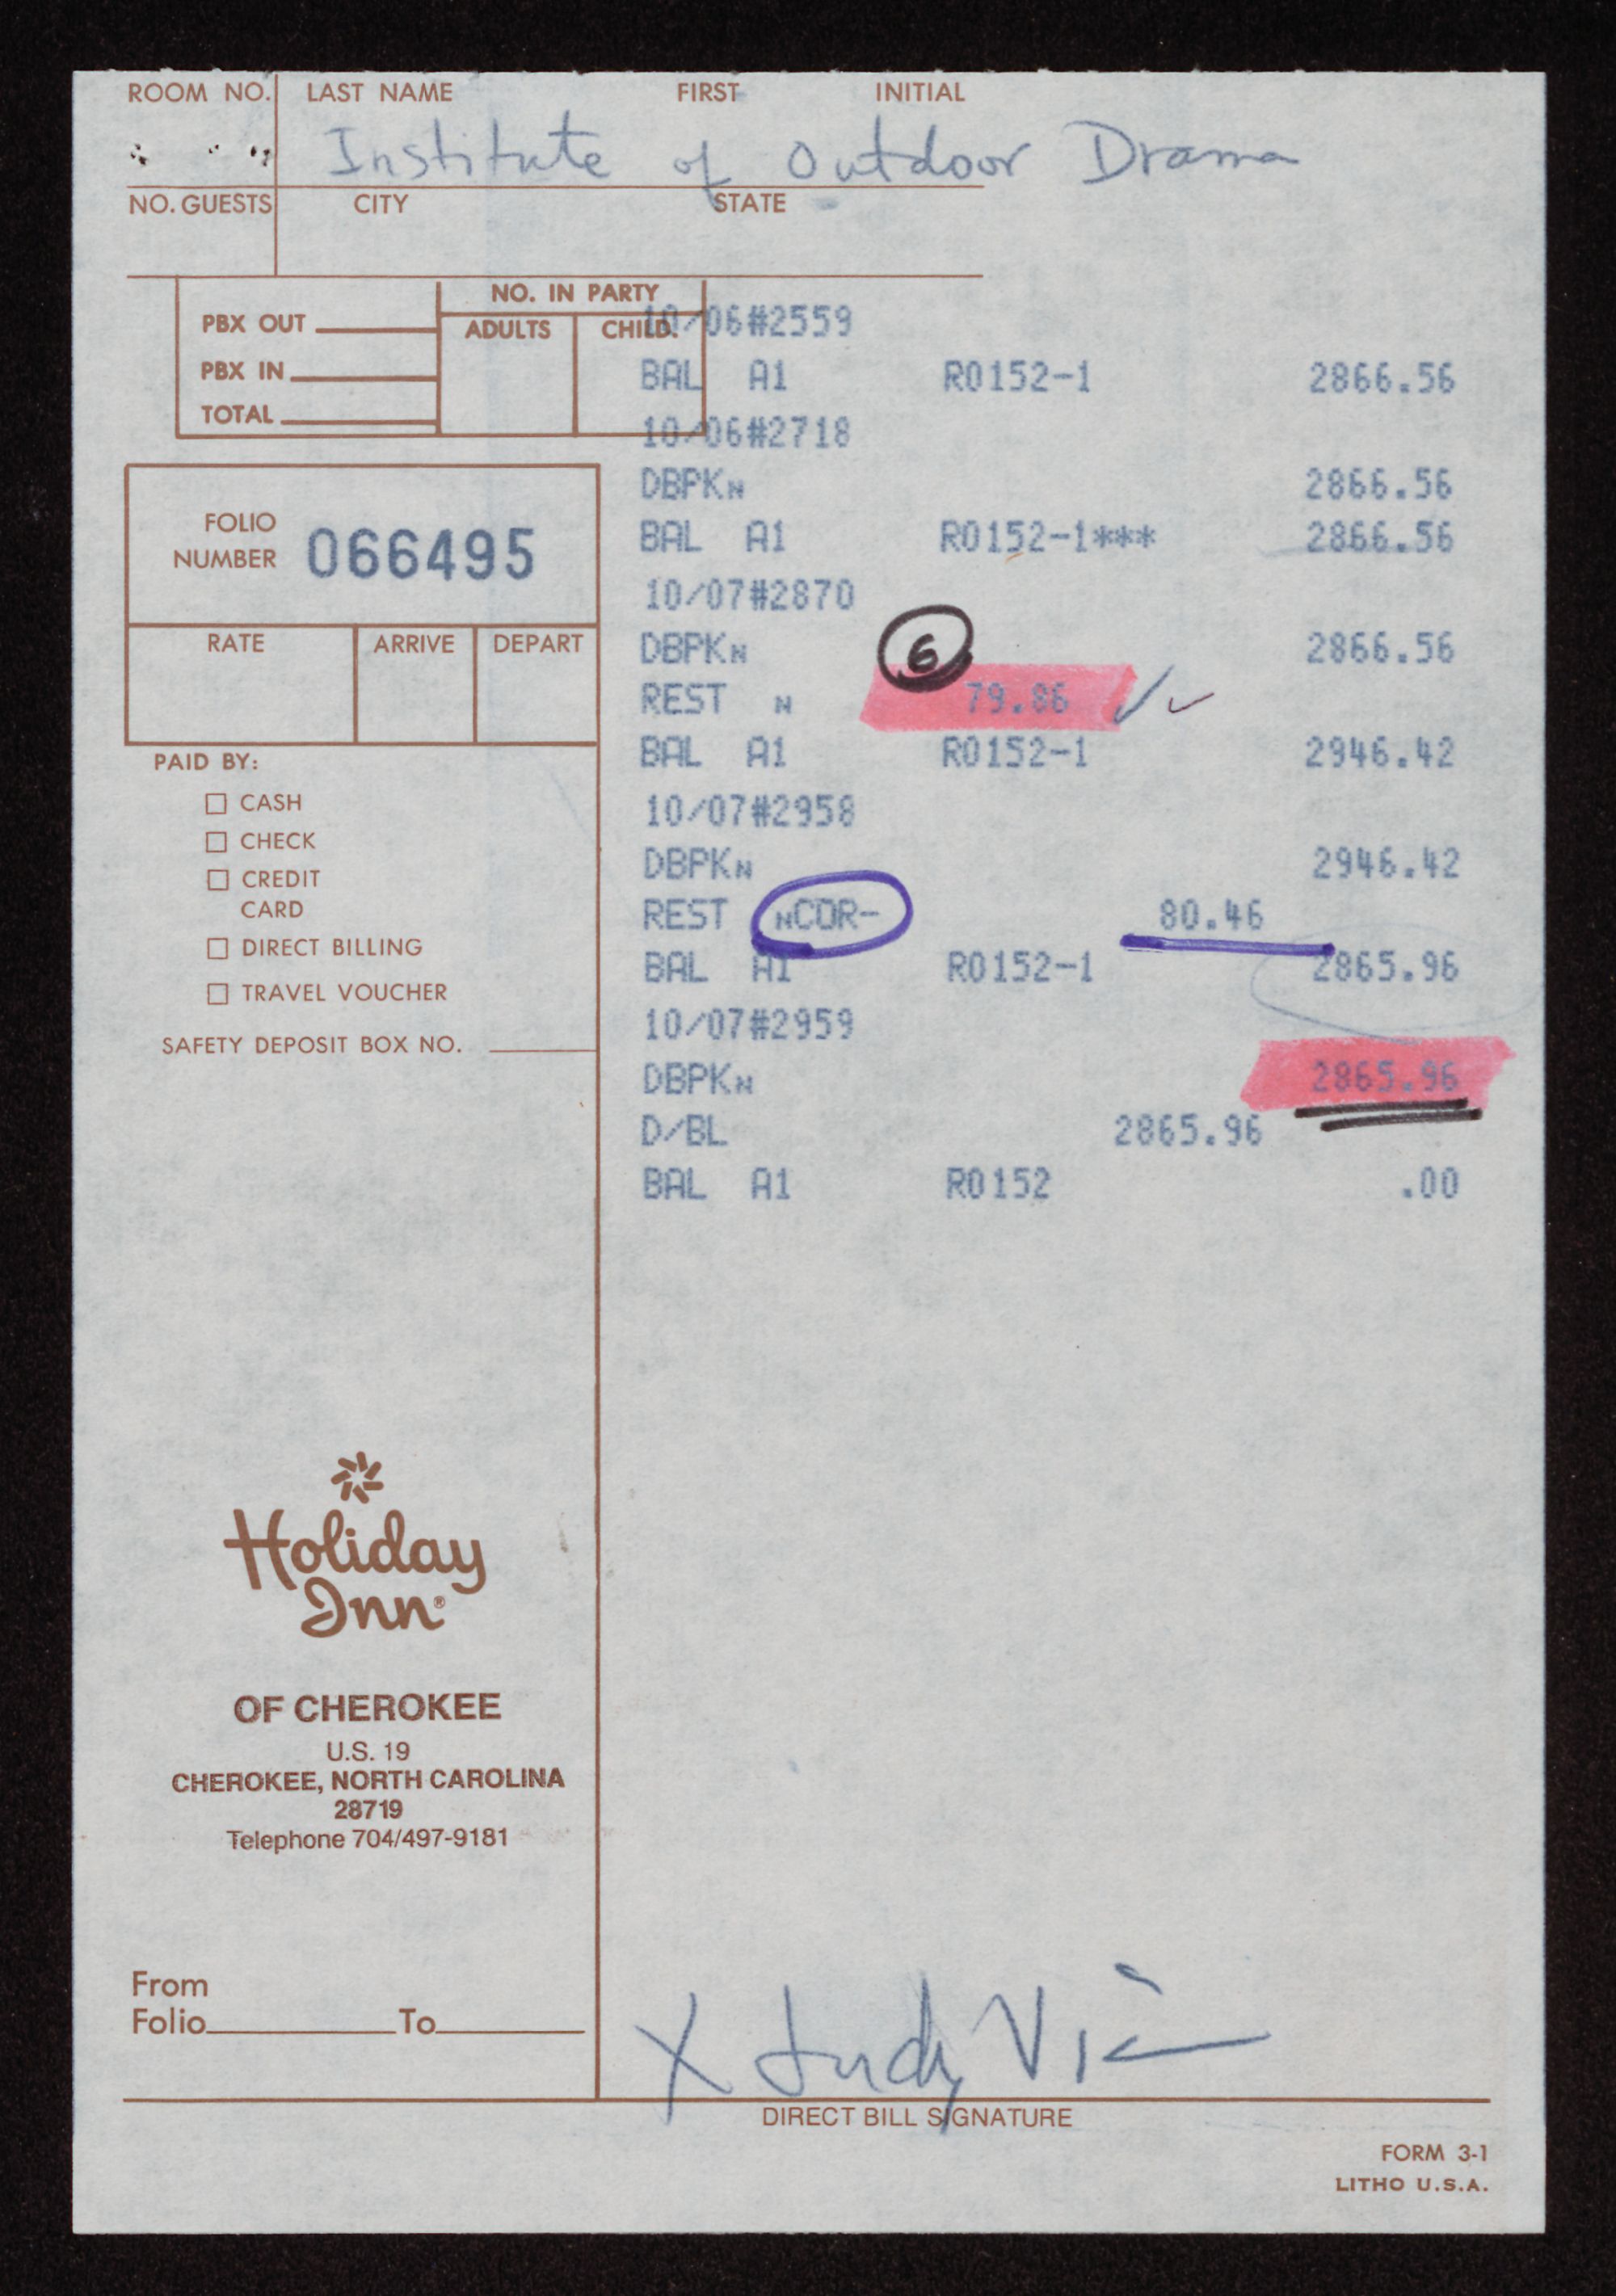 ROOM NO. LAST NAME FIRST INITIAL
Institute of Outdoor Drama
NO. GUESTS CITY STATE
NO. IN PARTY
PBX OUT ADULTS CHILD.
PBX IN
TOTAL
10/06#2559
BAL A1 R0152-1 2866.56
10/06#2718
DBPKN 2866.56
BAL A1 R0152-1*** 2866.56
10/07#2870
6
DBPKN 2866.56
REST N 79.86
BAL A1 R0152-1 2946.42
10/07#2958
DBPKN 2946.42
REST NCOR- 80.46
BAL A1 R0152-1 2865.96
10/07#2959
DBPKN 2865.96
D/BL 2865.96
BAL A1 R0152 .00
FOLIO
NUMBER 066495
RATE ARRIVE DEPART
PAID BY:
CASH
CHECK
CREDIT
CARD
DIRECT BILLING
TRAVEL VOUCHER
SAFETY DEPOSIT BOX NO.
Holiday
Inn®
OF CHEROKEE
U.S. 19
CHEROKEE, NORTH CAROLINA
28719
Telephone 704/497-9181
From
Folio To
X Judy
DIRECT BILL SIGNATURE
FORM 3-1
LITHO U.S.A.